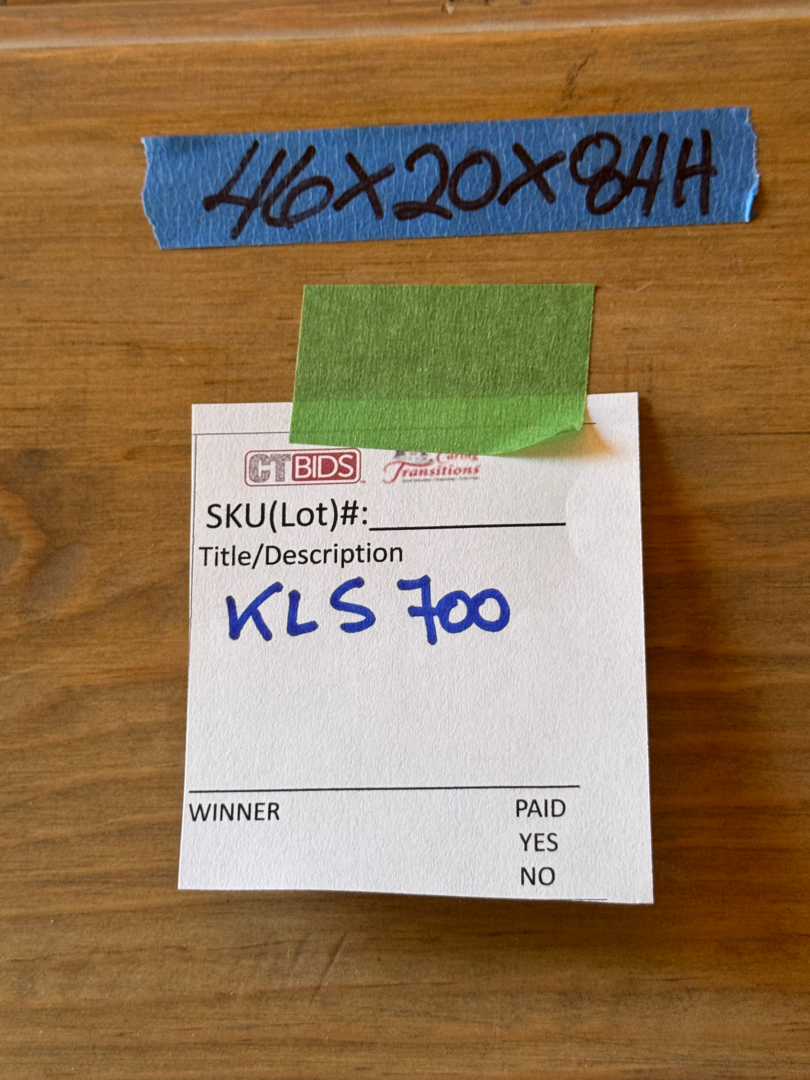 46x20x84H
CTBIDS
Caring
Transitions
SKU(Lot)#:
Title/Description
KLS 700
WINNER
PAID
YES
NO